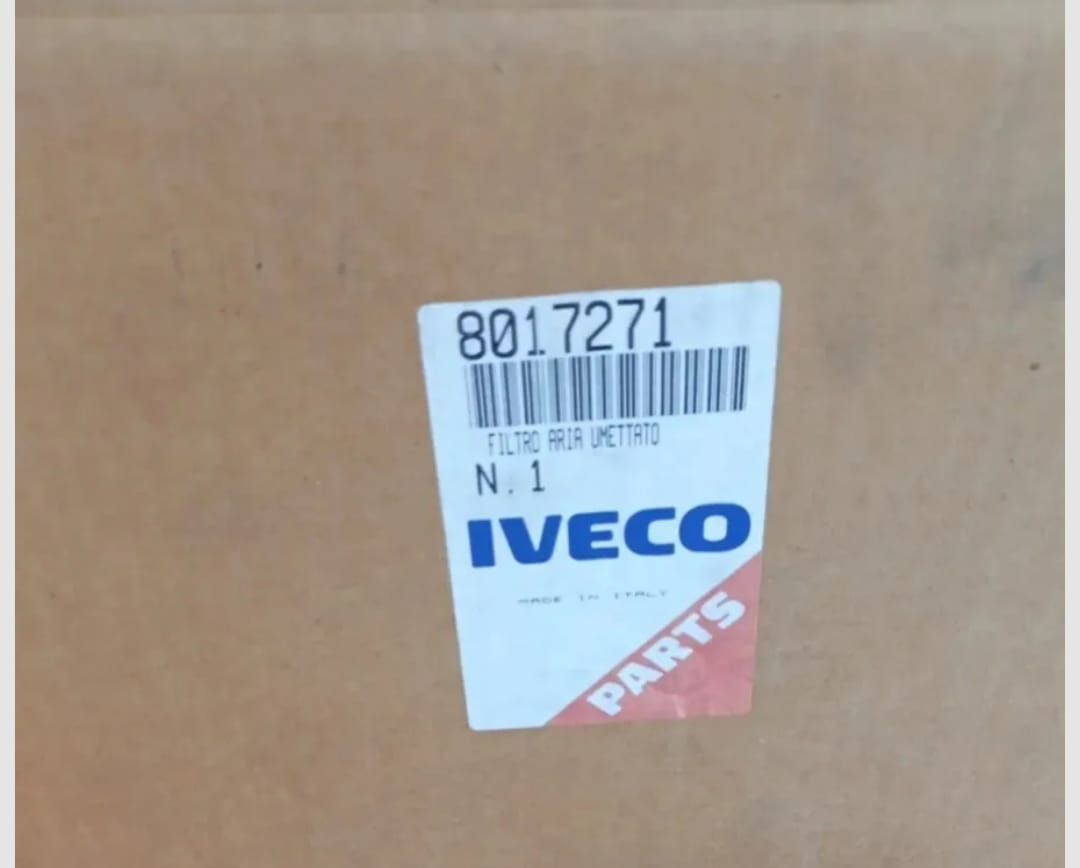 8017271
FILTRO ARIA UMETTATO
N. 1
IVECO
MADE IN ITALY
PARTS